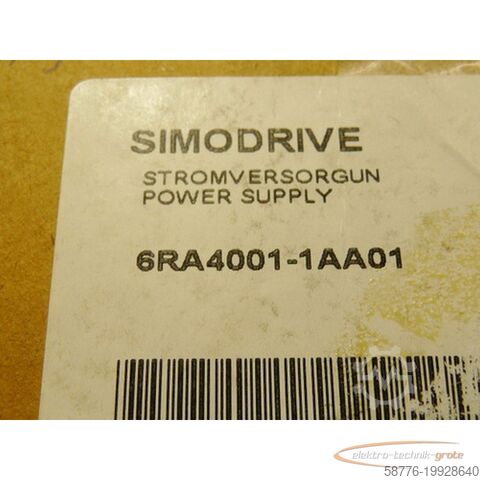 SIMODRIVE
STROMVERSORGUN
POWER SUPPLY
6RA4001-1AA01
elektro-technik-grote
58776-19928640